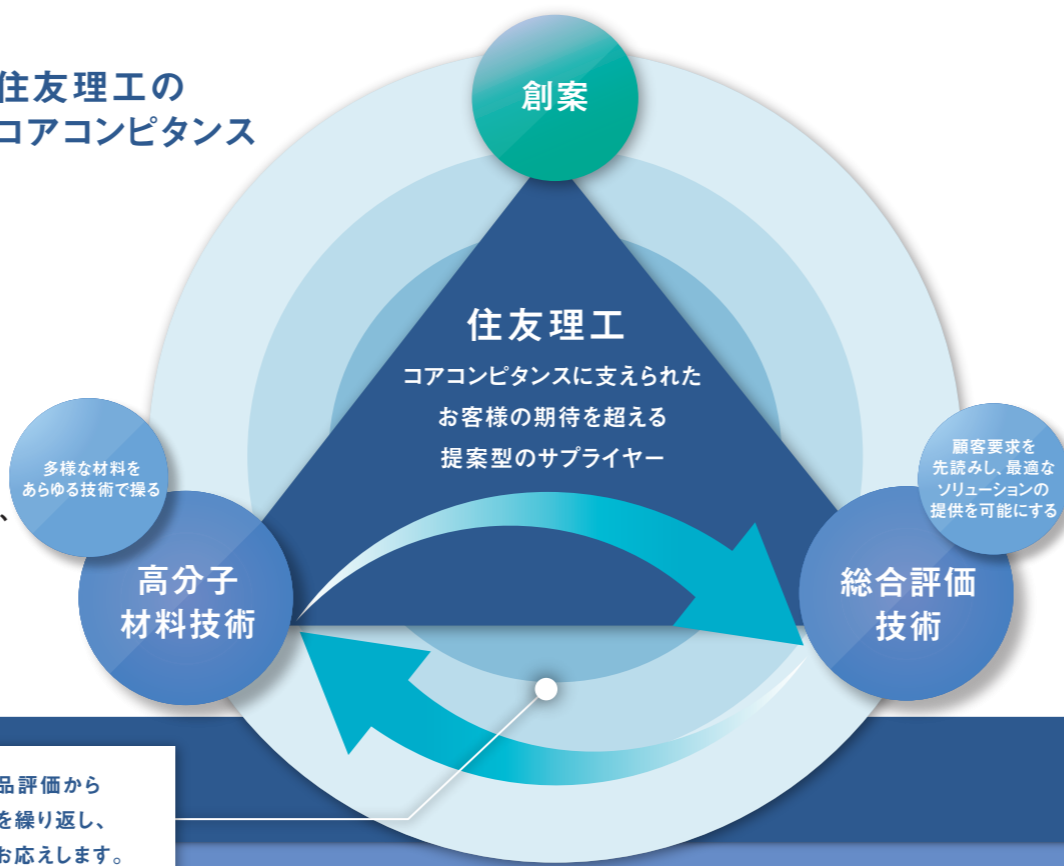 住友理工の
コアコンピタンス
創案
住友理工
コアコンピタンスに支えられた
お客様の期待を超える
提案型のサプライヤー
多様な材料を
あらゆる技術で操る
、
高分子
材料技術
顧客要求を
先読みし、最適な
ソリューションの
提供を可能にする
総合評価
技術
品評価から
を繰り返し、
お応えします。